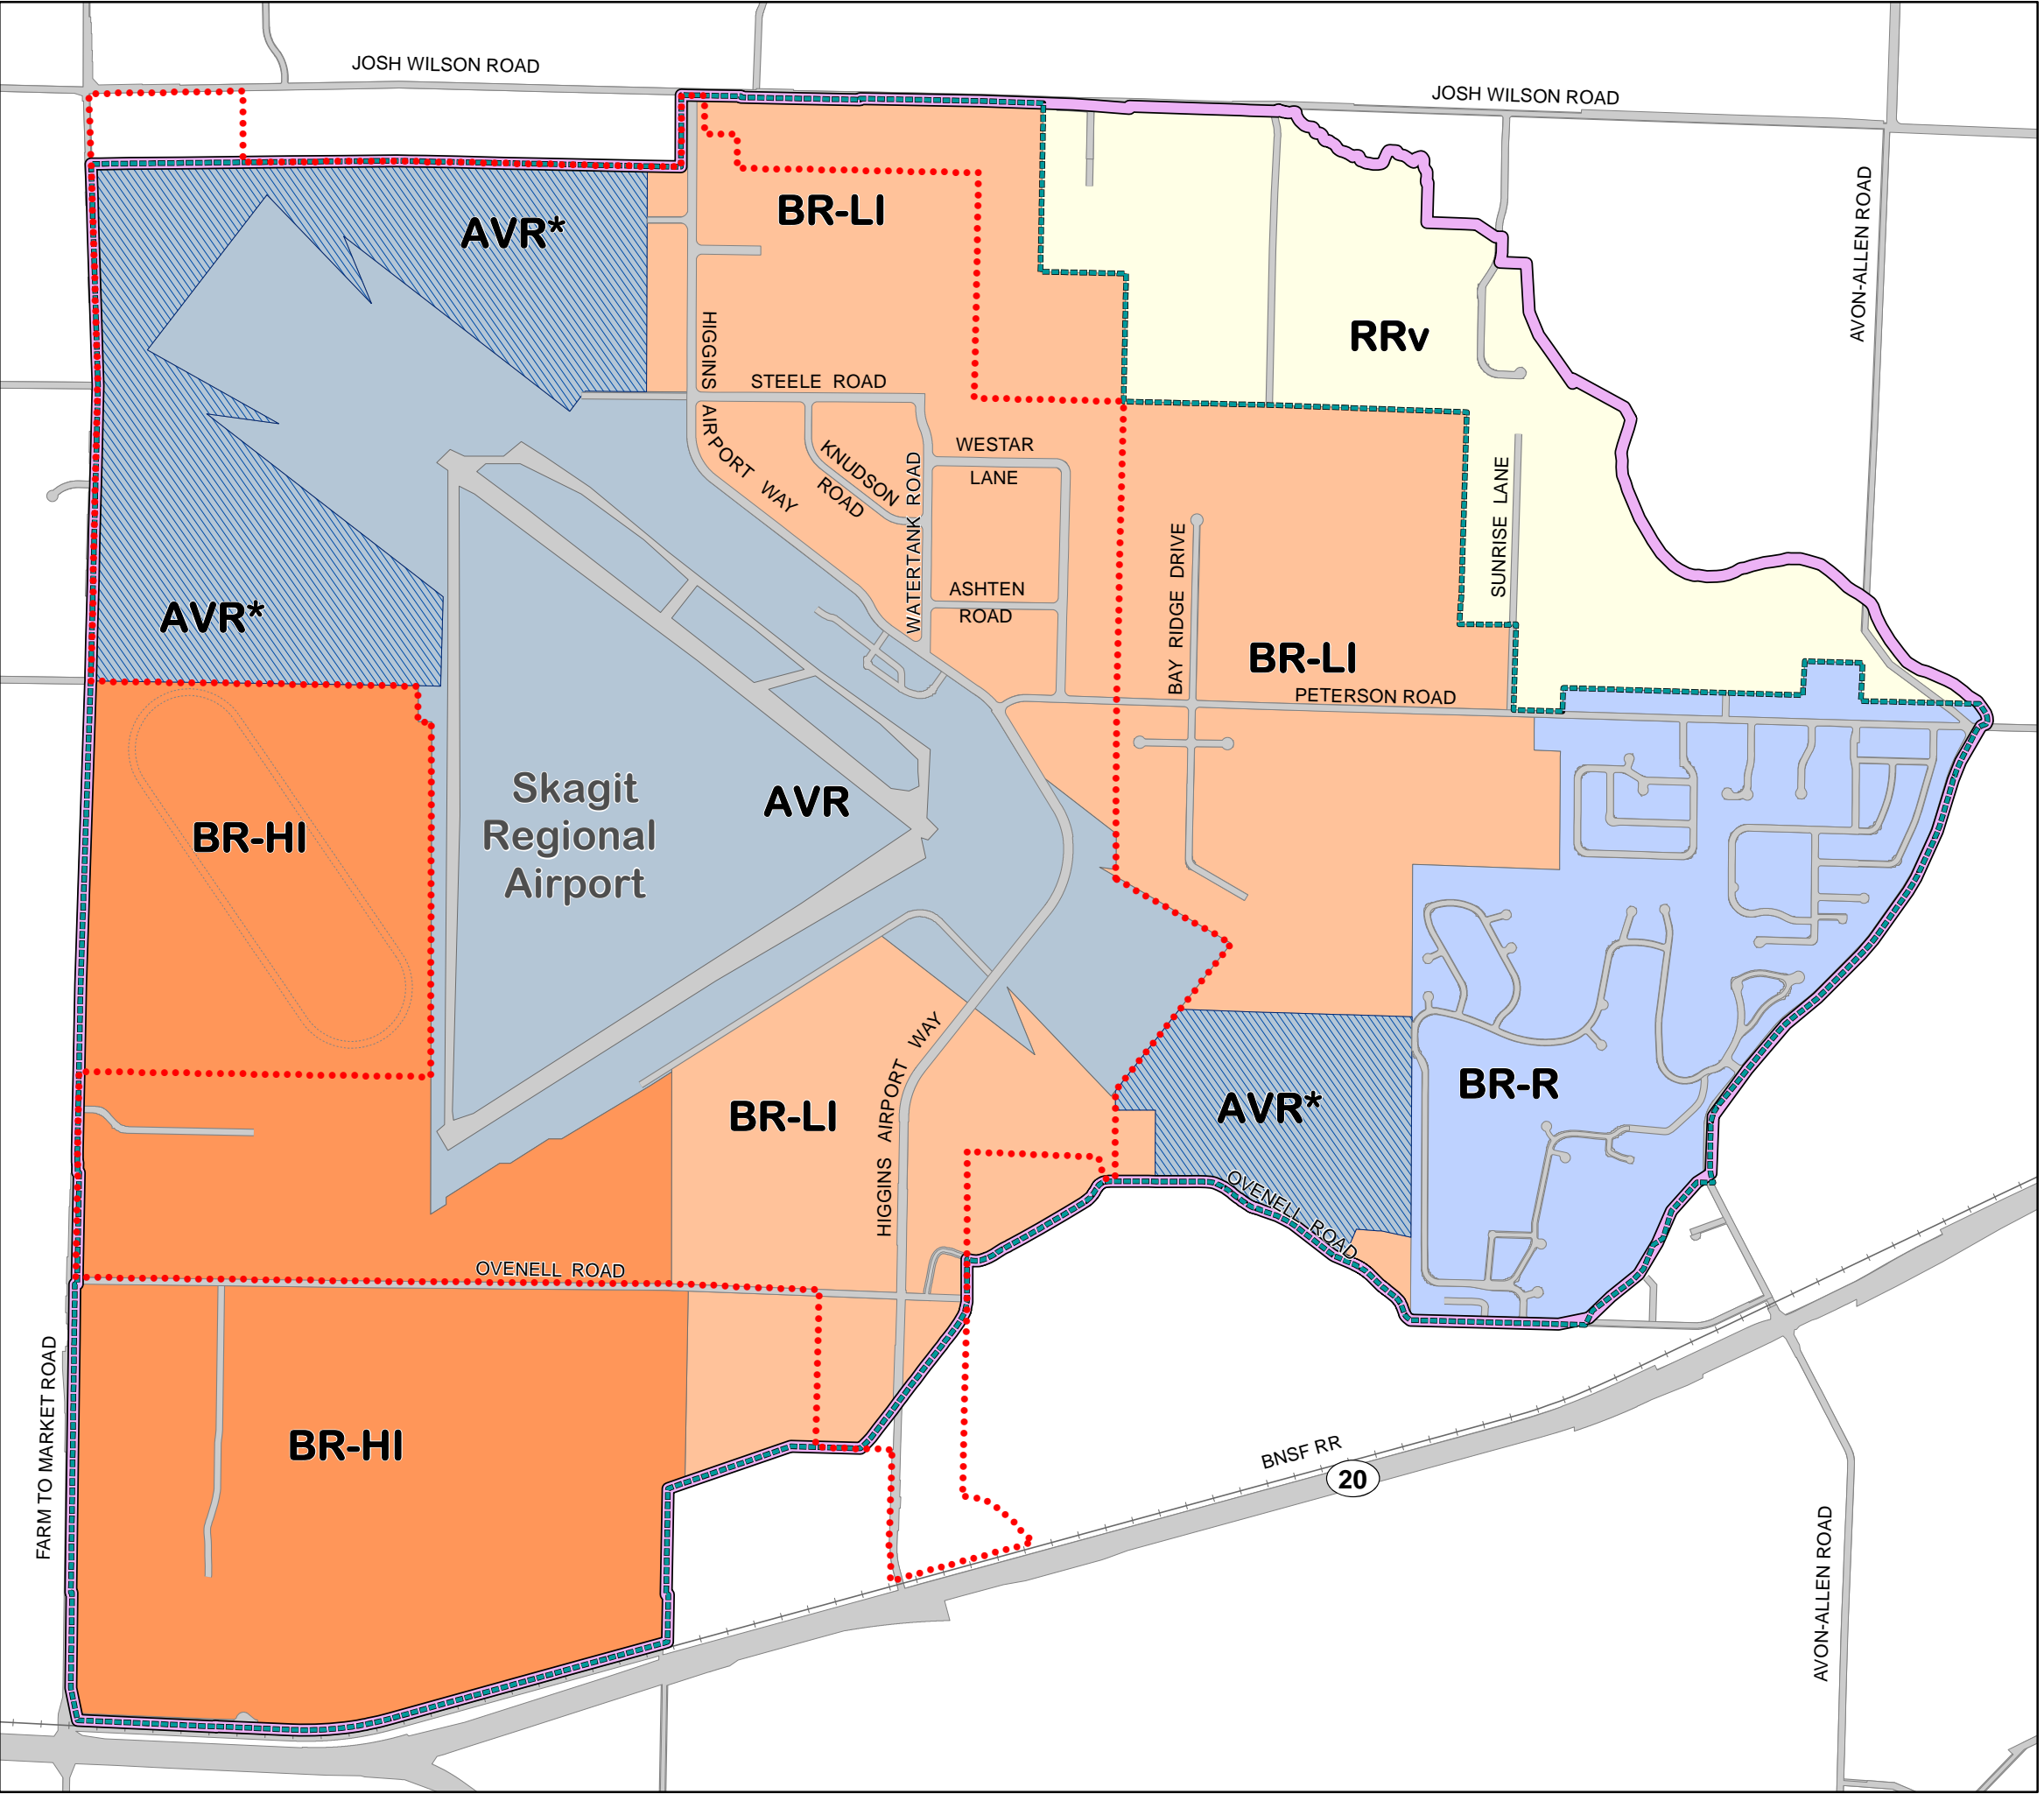 JOSH WILSON ROAD
JOSH WILSON ROAD
AVON-ALLEN ROAD
AVR*
BR-LI
RRv
HIGGINS AIRPORT WAY
STEELE ROAD
KNUDSON
ROAD
WATERTANK ROAD
WESTAR
LANE
ASHTEN
ROAD
BAY RIDGE DRIVE
SUNRISE LANE
AVR*
BR-LI
PETERSON ROAD
BR-HI
Skagit
Regional
Airport
AVR
BR-LI
HIGGINS AIRPORT WAY
AVR*
BR-R
OVENELL ROAD
OVENELL ROAD
FARM TO MARKET ROAD
BR-HI
BNSF RR
20
AVON-ALLEN ROAD